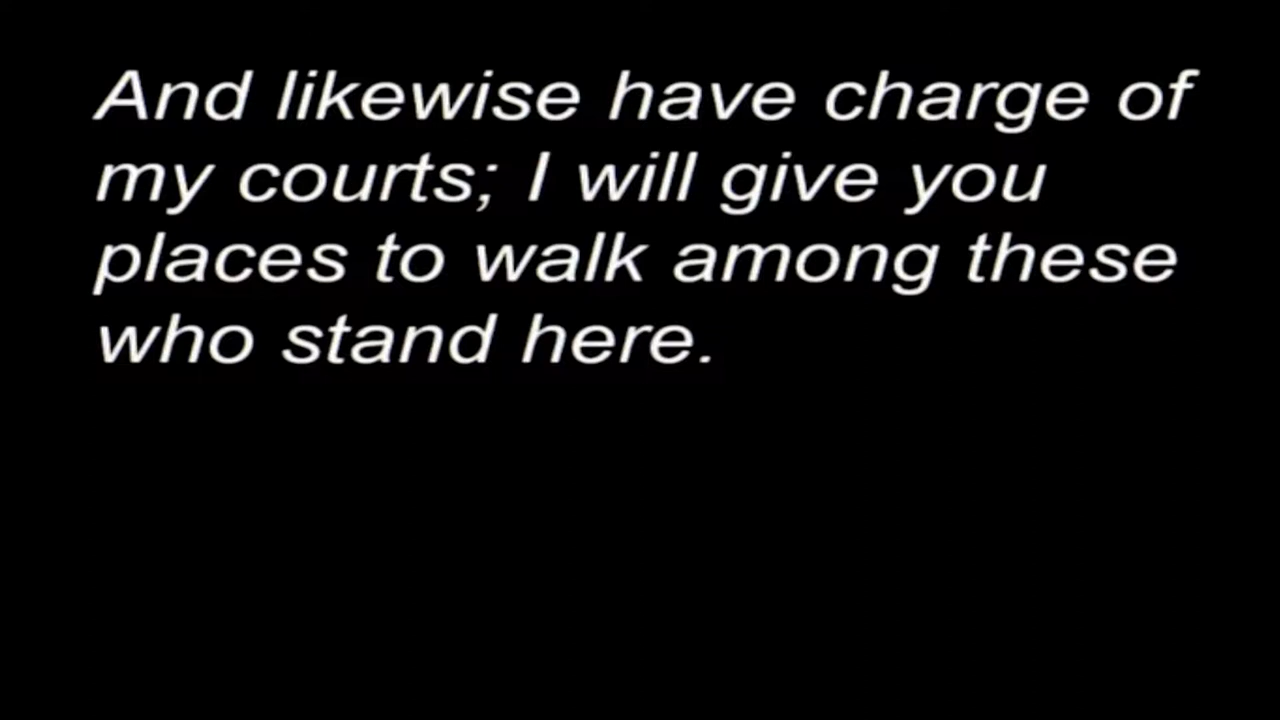 And likewise have charge of
my courts; I will give you
places to walk among these
who stand here.